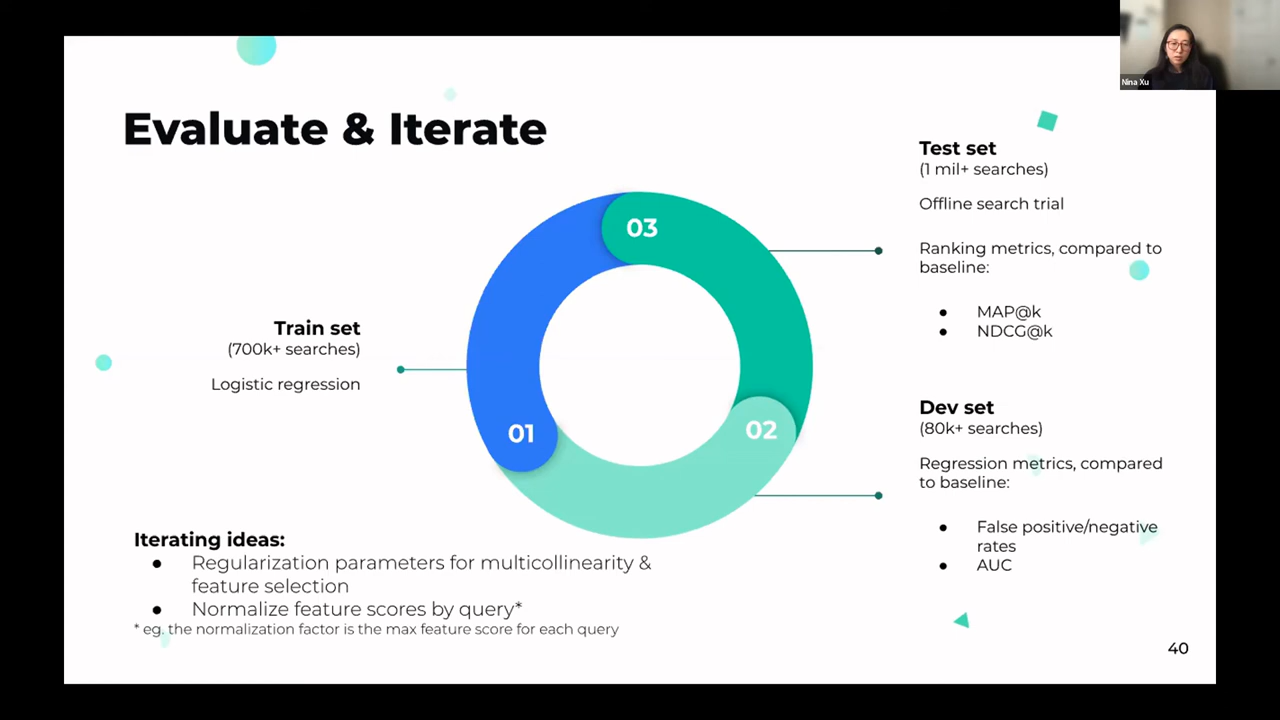 Nina Xu
Evaluate & Iterate
Test set
(1 mil+ searches)
Offline search trial
Ranking metrics, compared to
baseline:
● MAP@k
● NDCG@k
03
Train set
(700k+ searches)
Logistic regression
01
02
Dev set
(80k+ searches)
Regression metrics, compared
to baseline:
● False positive/negative
rates
● AUC
Iterating ideas:
● Regularization parameters for multicollinearity &
feature selection
● Normalize feature scores by query*
* eg. the normalization factor is the max feature score for each query
40